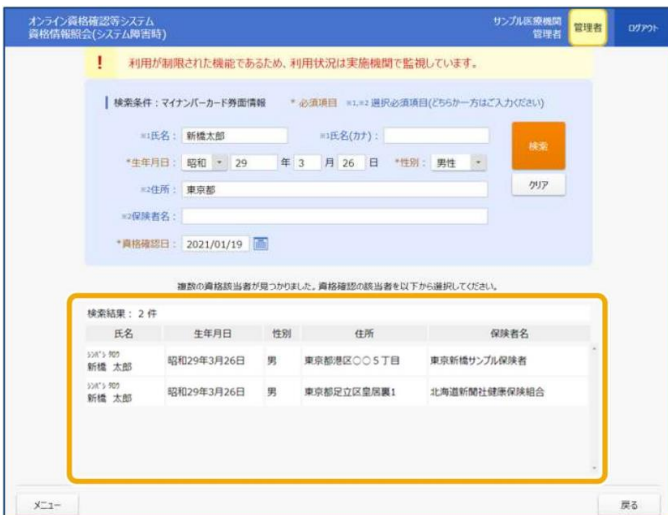 オンライン資格確認等システム
資格情報照会(システム障害時)
サンプル医療機関
管理者
管理者
ログアウト
! 利用が制限された機能であるため、利用状況は実施機関で監視しています。
検索条件：マイナンバーカード券面情報 * 必須項目 ※1,※2 選択必須項目(どちらか一方はご入力ください)
※1氏名： 新橋太郎 ※1氏名(カナ)：
*生年月日： 昭和 29 年 3 月 26 日 *性別： 男性
検索
※2住所： 東京都
クリア
※2保険者名：
*資格確認日： 2021/01/19
複数の資格該当者が見つかりました。資格確認の該当者を以下から選択してください。
検索結果： 2 件
氏名 生年月日 性別 住所 保険者名
ｼﾝﾊﾞｼ ﾀﾛｳ
新橋 太郎 昭和29年3月26日 男 東京都港区○○５丁目 東京新橋サンプル保険者
ｼﾝﾊﾞｼ ﾀﾛｳ
新橋 太郎 昭和29年3月26日 男 東京都足立区皇居裏1 北海道新聞社健康保険組合
メニュー 戻る